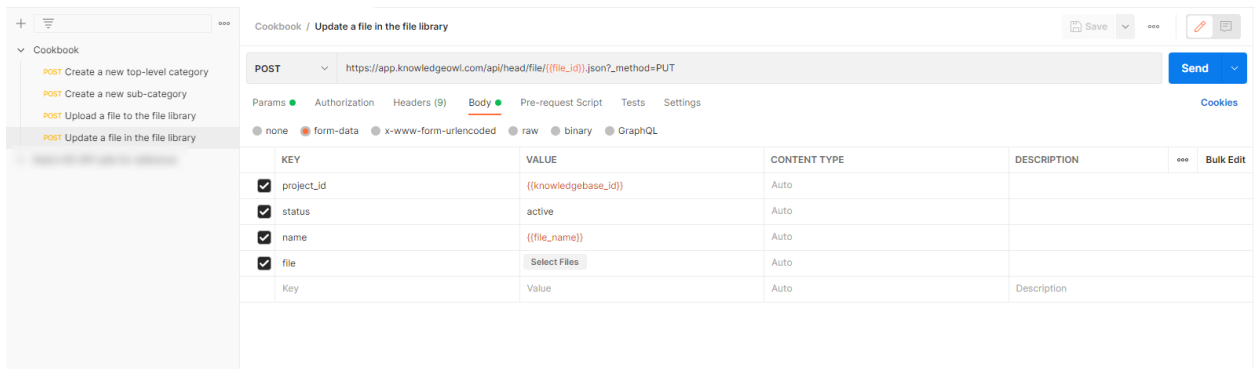 Cookbook / Update a file in the file library
Save
Cookbook
POST Create a new top-level category
POST Create a new sub-category
POST Upload a file to the file library
POST Update a file in the file library
POST https://app.knowledgeowl.com/api/head/file/{{file_id}}.json?_method=PUT
Send
Params Authorization Headers (9) Body Pre-request Script Tests Settings
Cookies
none form-data x-www-form-urlencoded raw binary GraphQL
KEY VALUE CONTENT TYPE DESCRIPTION Bulk Edit
project_id {{knowledgebase_id}} Auto
status active Auto
name {{file_name}} Auto
file Select Files Auto
Key Value Auto Description